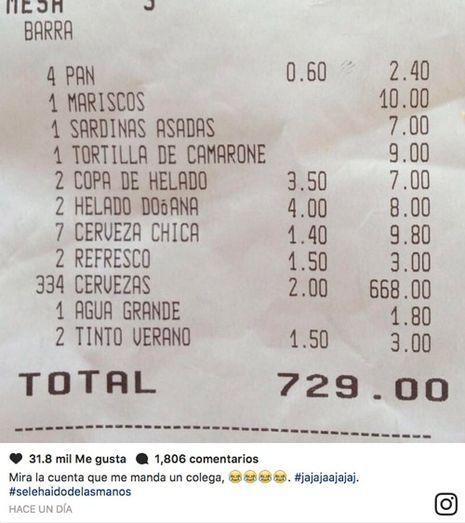 MESA 3
BARRA
4 PAN 0.60 2.40
1 MARISCOS 10.00
1 SARDINAS ASADAS 7.00
1 TORTILLA DE CAMARONE 9.00
2 COPA DE HELADO 3.50 7.00
2 HELADO DOÓANA 4.00 8.00
7 CERVEZA CHICA 1.40 9.80
2 REFRESCO 1.50 3.00
334 CERVEZAS 2.00 668.00
1 AGUA GRANDE 1.80
2 TINTO VERANO 1.50 3.00
TOTAL 729.00
31.8 mil Me gusta 1,806 comentarios
Mira la cuenta que me manda un colega, 😂😂😂😂. #jajajaajajaj.
#selehaidodelasmanos
HACE UN DÍA